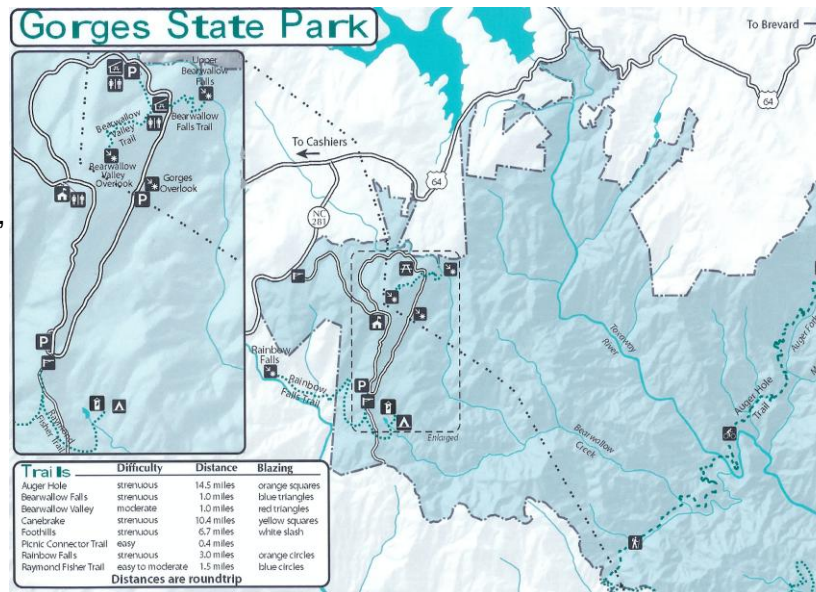 Gorges State Park
To Brevard
64
Upper
Bearwallow
Falls
P
Bearwallow
Valley
Trail
Bearwallow
Falls Trail
Bearwallow
Valley
Overlook
Gorges
Overlook
P
P
Raymond
Fisher Trail
To Cashiers
64
NC
281
Rainbow
Falls
Rainbow
Falls Trail
P
Enlarged
Bearwallow
Creek
Toxaway
River
Auger Hole
Trail
Auger Fork
Trails Difficulty Distance Blazing
Auger Hole strenuous 14.5 miles orange squares
Bearwallow Falls strenuous 1.0 miles blue triangles
Bearwallow Valley moderate 1.0 miles red triangles
Canebrake strenuous 10.4 miles yellow squares
Foothills strenuous 6.7 miles white slash
Picnic Connector Trail easy 0.4 miles
Rainbow Falls strenuous 3.0 miles orange circles
Raymond Fisher Trail easy to moderate 1.5 miles blue circles
Distances are roundtrip